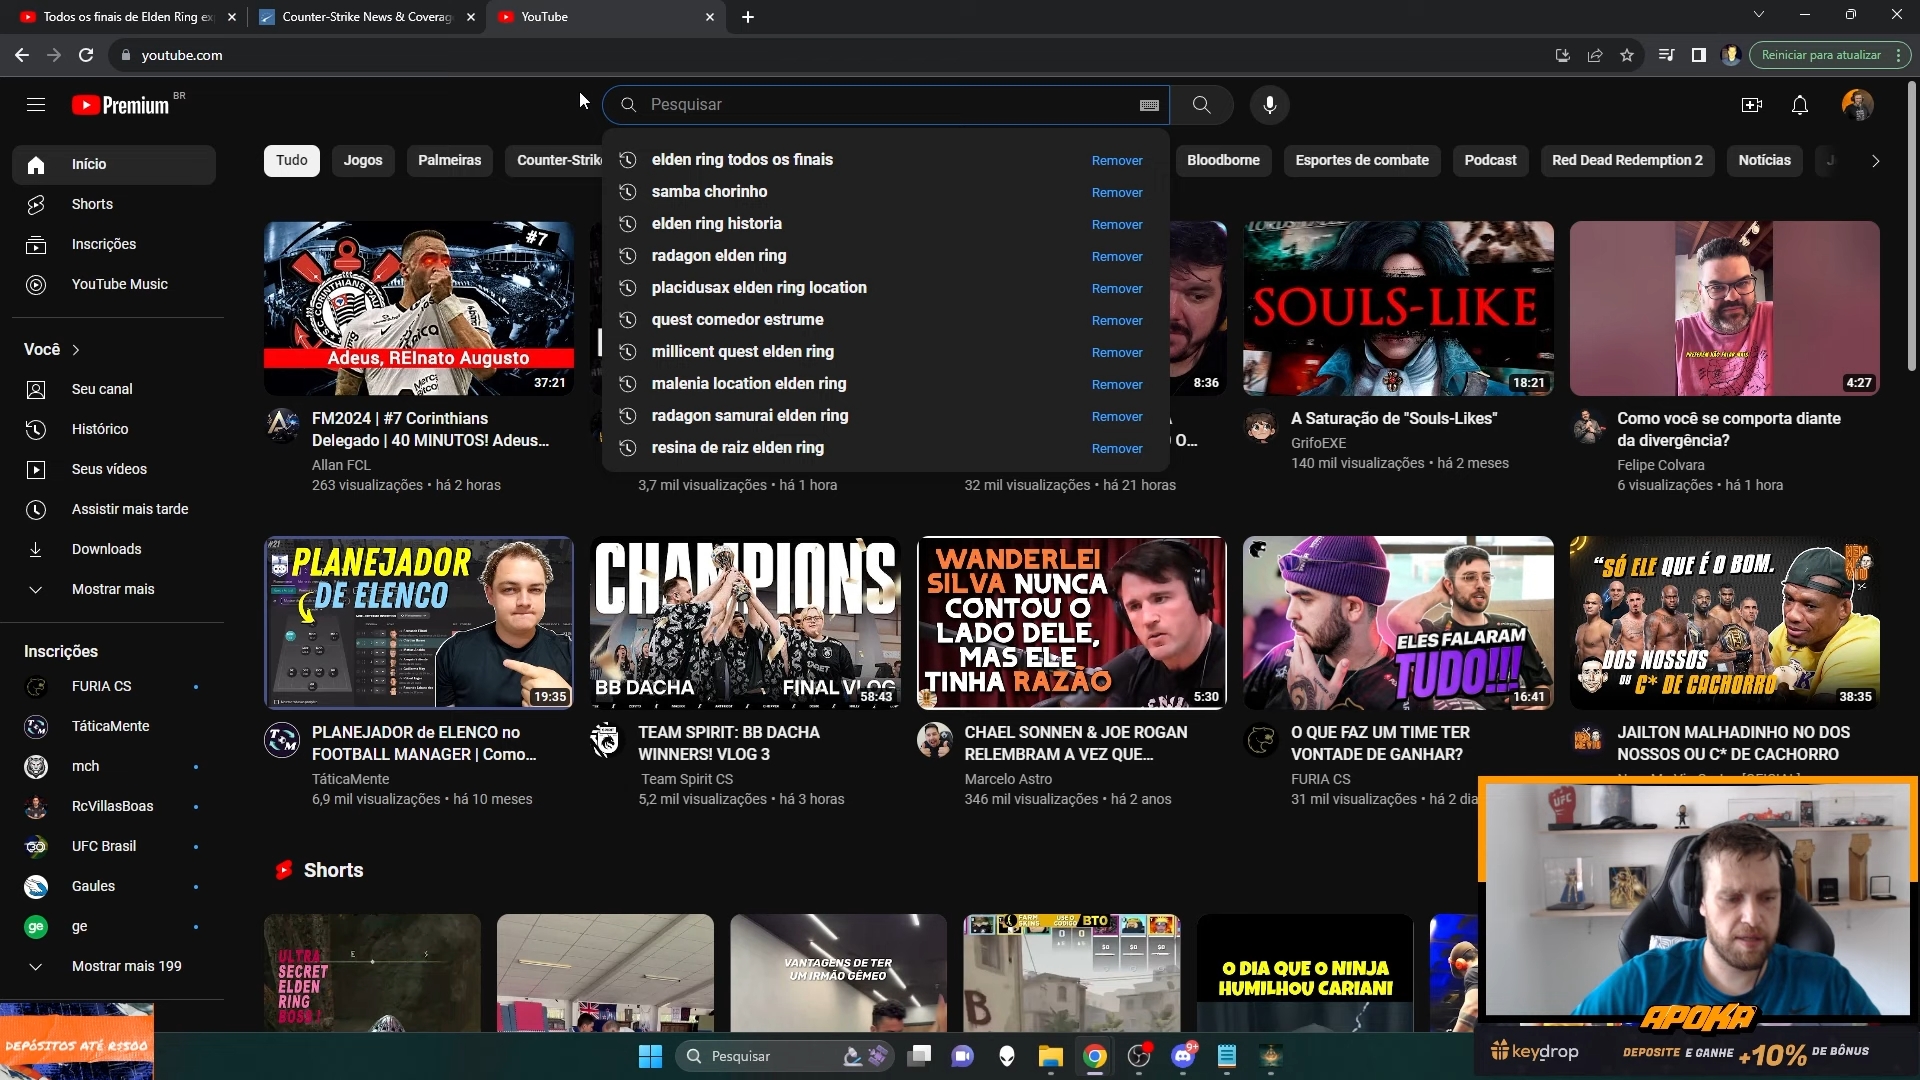 Todos os finais de Elden Ring ex
Counter-Strike News & Coverag
YouTube
youtube.com
Reiniciar para atualizar
Premium BR
Pesquisar
Início
Shorts
Inscrições
YouTube Music
Você
Seu canal
Histórico
Seus vídeos
Assistir mais tarde
Downloads
Mostrar mais
Inscrições
FURIA CS
TáticaMente
mch
RcVillasBoas
UFC Brasil
Gaules
ge
ge
Mostrar mais 199
DEPÓSITOS ATÉ R$1500
Tudo
Jogos
Palmeiras
Counter-Strik
Bloodborne
Esportes de combate
Podcast
Red Dead Redemption 2
Notícias
elden ring todos os finais
Remover
samba chorinho
Remover
elden ring historia
Remover
radagon elden ring
Remover
placidusax elden ring location
Remover
quest comedor estrume
Remover
millicent quest elden ring
Remover
malenia location elden ring
Remover
radagon samurai elden ring
Remover
resina de raiz elden ring
Remover
#7
Adeus, REInato Augusto
37:21
FM2024 | #7 Corinthians
Delegado | 40 MINUTOS! Adeus...
Allan FCL
263 visualizações • há 2 horas
3,7 mil visualizações • há 1 hora
8:36
O...
32 mil visualizações • há 21 horas
SOULS-LIKE
18:21
A Saturação de "Souls-Likes"
GrifoEXE
140 mil visualizações • há 2 meses
4:27
Como você se comporta diante
da divergência?
Felipe Colvara
6 visualizações • há 1 hora
#21
PLANEJADOR
DE ELENCO
19:35
PLANEJADOR de ELENCO no
FOOTBALL MANAGER | Como...
TáticaMente
6,9 mil visualizações • há 10 meses
CHAMPIONS
BB DACHA
FINAL VLOG
58:43
TEAM SPIRIT: BB DACHA
WINNERS! VLOG 3
Team Spirit CS
5,2 mil visualizações • há 3 horas
WANDERLEI
SILVA NUNCA
CONTOU O
LADO DELE,
MAS ELE
TINHA RAZÃO
5:30
CHAEL SONNEN & JOE ROGAN
RELEMBRAM A VEZ QUE...
Marcelo Astro
346 mil visualizações • há 2 anos
ELES FALARAM
TUDO!!!
16:41
O QUE FAZ UM TIME TER
VONTADE DE GANHAR?
FURIA CS
31 mil visualizações • há 2 dia
"SÓ ELE QUE É O BOM.
DOS NOSSOS
OU C* DE CACHORRO
38:35
JAILTON MALHADINHO NO DOS
NOSSOS OU C* DE CACHORRO
Shorts
ULTRA
SECRET
ELDEN
RING
BOSS!
VANTAGENS DE TER
UM IRMÃO GÊMEO
BTO
B
O DIA QUE O NINJA
HUMILHOU CARIANI
UFC
APOKA
keydrop
DEPOSITE E GANHE +10% DE BÔNUS
Pesquisar
9+